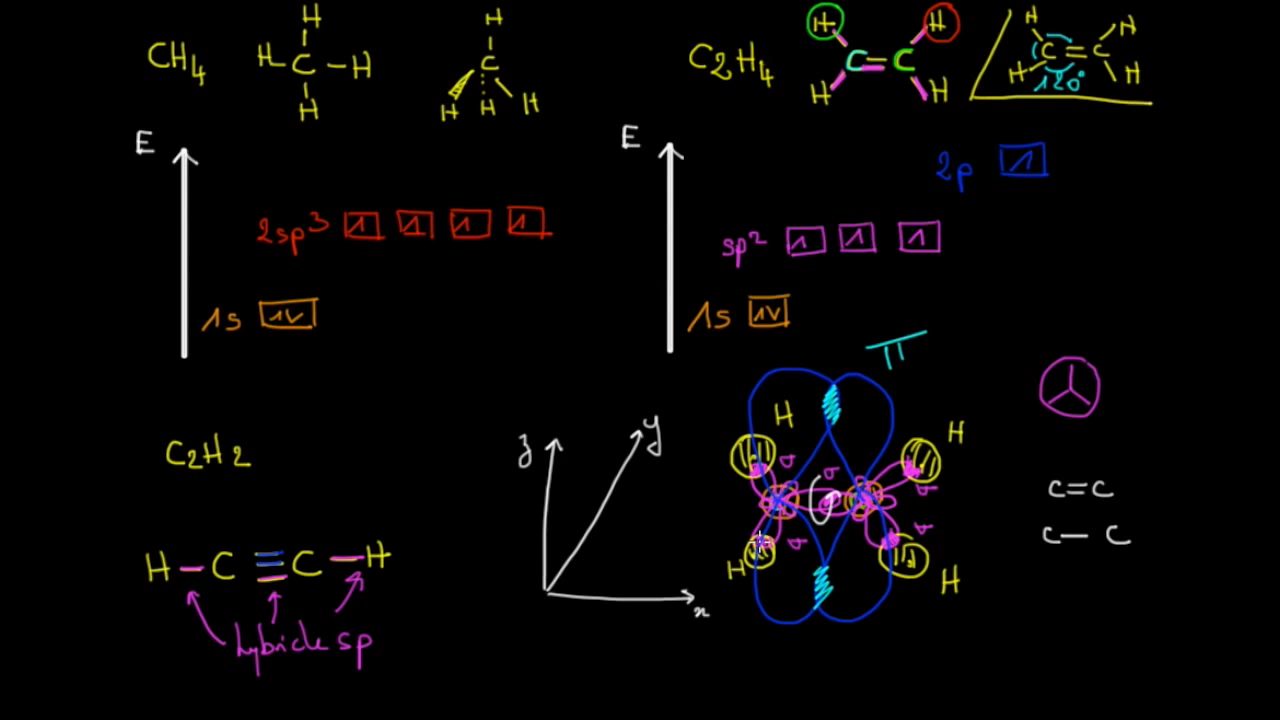 CH4
H
H C H
H
H
C
H H H
C2H4
H H
C = C
H H
H H
C = C
H H
120°
E
2sp³ 1 1 1 1
1s 1V
E
2p 1
sp² 1 1 1
1s 1V
C2H2
H - C ≡ C - H
hybride sp
z
y
x
π
H H
σ σ σ
σ σ
H H
C=C
C - C